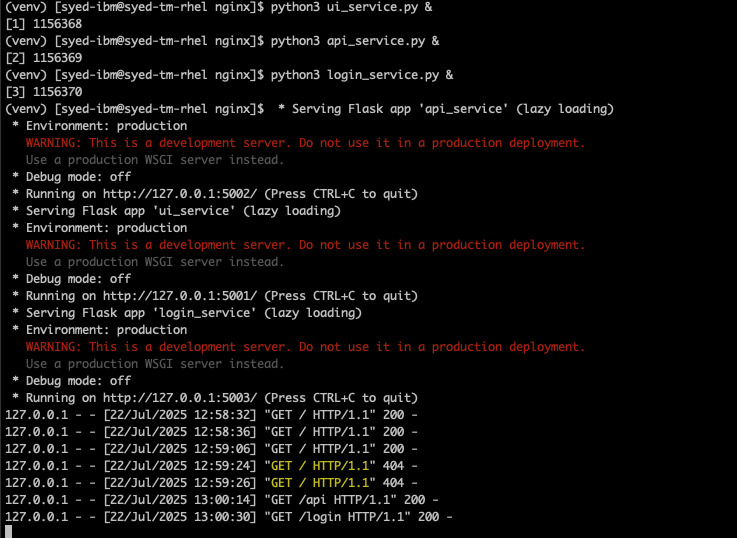 (venv) [syed-ibm@syed-tm-rhel nginx]$ python3 ui_service.py &
[1] 1156368
(venv) [syed-ibm@syed-tm-rhel nginx]$ python3 api_service.py &
[2] 1156369
(venv) [syed-ibm@syed-tm-rhel nginx]$ python3 login_service.py &
[3] 1156370
(venv) [syed-ibm@syed-tm-rhel nginx]$  * Serving Flask app 'api_service' (lazy loading)
 * Environment: production
   WARNING: This is a development server. Do not use it in a production deployment.
   Use a production WSGI server instead.
 * Debug mode: off
 * Running on http://127.0.0.1:5002/ (Press CTRL+C to quit)
 * Serving Flask app 'ui_service' (lazy loading)
 * Environment: production
   WARNING: This is a development server. Do not use it in a production deployment.
   Use a production WSGI server instead.
 * Debug mode: off
 * Running on http://127.0.0.1:5001/ (Press CTRL+C to quit)
 * Serving Flask app 'login_service' (lazy loading)
 * Environment: production
   WARNING: This is a development server. Do not use it in a production deployment.
   Use a production WSGI server instead.
 * Debug mode: off
 * Running on http://127.0.0.1:5003/ (Press CTRL+C to quit)
127.0.0.1 - - [22/Jul/2025 12:58:32] "GET / HTTP/1.1" 200 -
127.0.0.1 - - [22/Jul/2025 12:58:36] "GET / HTTP/1.1" 200 -
127.0.0.1 - - [22/Jul/2025 12:59:06] "GET / HTTP/1.1" 200 -
127.0.0.1 - - [22/Jul/2025 12:59:24] "GET / HTTP/1.1" 404 -
127.0.0.1 - - [22/Jul/2025 12:59:26] "GET / HTTP/1.1" 404 -
127.0.0.1 - - [22/Jul/2025 13:00:14] "GET /api HTTP/1.1" 200 -
127.0.0.1 - - [22/Jul/2025 13:00:30] "GET /login HTTP/1.1" 200 -